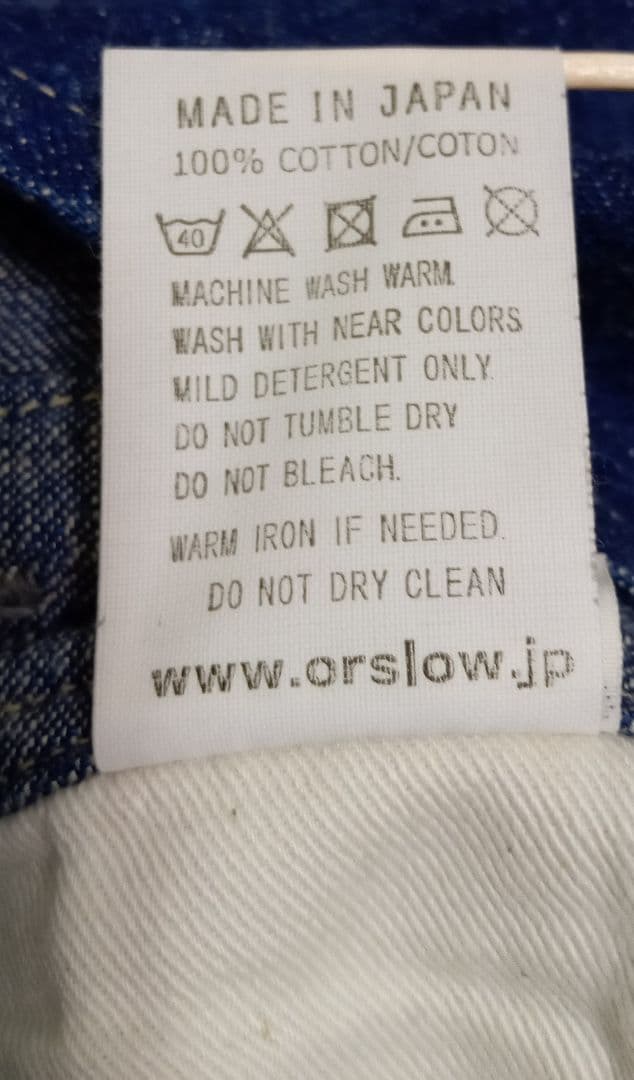 MADE IN JAPAN
100% COTTON/COTON
40
MACHINE WASH WARM.
WASH WITH NEAR COLORS
MILD DETERGENT ONLY.
DO NOT TUMBLE DRY
DO NOT BLEACH.
WARM IRON IF NEEDED.
DO NOT DRY CLEAN
www.orslow.jp